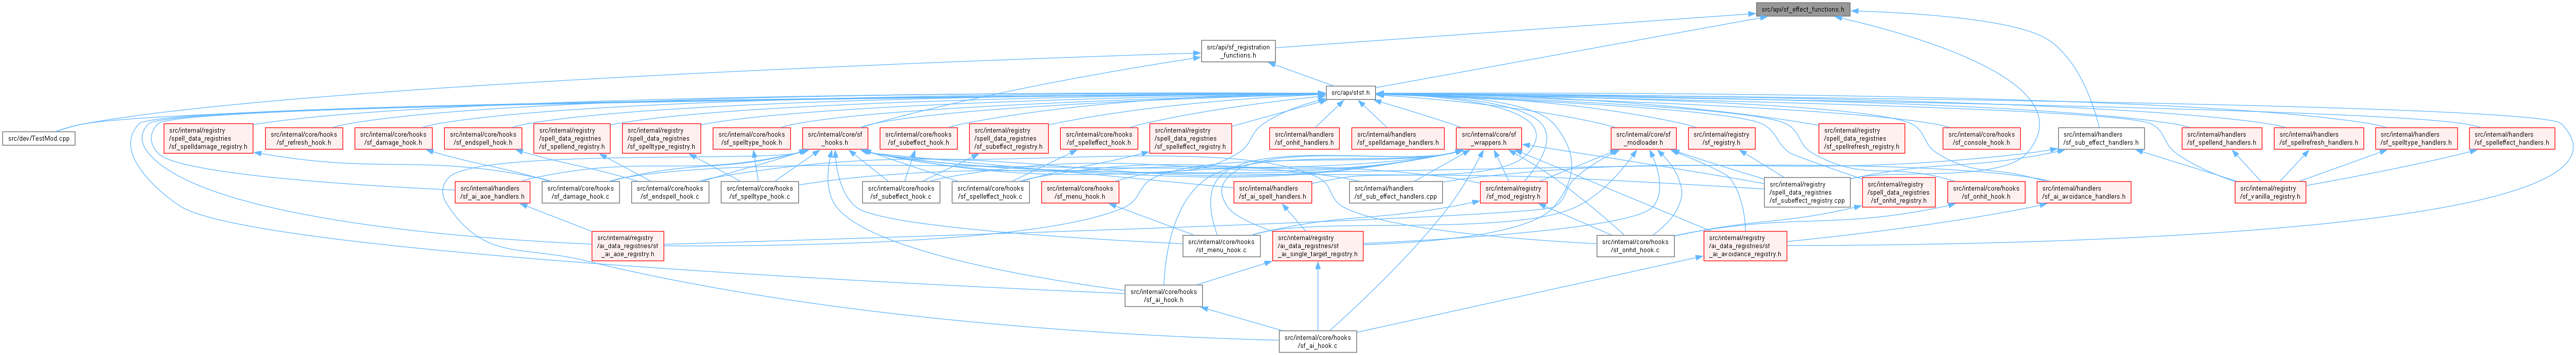 src/api/sf_effect_functions.h
src/api/sf_registration
_functions.h
src/api/sfsf.h
src/dev/TestMod.cpp
src/internal/registry
/spell_data_registries
/sf_spelldamage_registry.h
src/internal/core/hooks
/sf_refresh_hook.h
src/internal/core/hooks
/sf_damage_hook.h
src/internal/core/hooks
/sf_endspell_hook.h
src/internal/registry
/spell_data_registries
/sf_spellend_registry.h
src/internal/registry
/spell_data_registries
/sf_spelltype_registry.h
src/internal/core/hooks
/sf_spelltype_hook.h
src/internal/core/sf
_hooks.h
src/internal/core/hooks
/sf_subeffect_hook.h
src/internal/registry
/spell_data_registries
/sf_subeffect_registry.h
src/internal/core/hooks
/sf_spelleffect_hook.h
src/internal/registry
/spell_data_registries
/sf_spelleffect_registry.h
src/internal/handlers
/sf_onhit_handlers.h
src/internal/handlers
/sf_spelldamage_handlers.h
src/internal/core/sf
_wrappers.h
src/internal/core/sf
_modloader.h
src/internal/registry
/sf_registry.h
src/internal/registry
/spell_data_registries
/sf_spellrefresh_registry.h
src/internal/core/hooks
/sf_console_hook.h
src/internal/handlers
/sf_sub_effect_handlers.h
src/internal/handlers
/sf_spellend_handlers.h
src/internal/handlers
/sf_spellrefresh_handlers.h
src/internal/handlers
/sf_spelltype_handlers.h
src/internal/handlers
/sf_spelleffect_handlers.h
src/internal/handlers
/sf_ai_aoe_handlers.h
src/internal/core/hooks
/sf_damage_hook.c
src/internal/core/hooks
/sf_endspell_hook.c
src/internal/core/hooks
/sf_spelltype_hook.c
src/internal/core/hooks
/sf_subeffect_hook.c
src/internal/core/hooks
/sf_spelleffect_hook.c
src/internal/core/hooks
/sf_menu_hook.h
src/internal/handlers
/sf_ai_spell_handlers.h
src/internal/handlers
/sf_sub_effect_handlers.cpp
src/internal/registry
/sf_mod_registry.h
src/internal/registry
/spell_data_registries
/sf_subeffect_registry.cpp
src/internal/registry
/spell_data_registries
/sf_onhit_registry.h
src/internal/core/hooks
/sf_onhit_hook.h
src/internal/handlers
/sf_ai_avoidance_handlers.h
src/internal/registry
/sf_vanilla_registry.h
src/internal/registry
/ai_data_registries/sf
_ai_aoe_registry.h
src/internal/core/hooks
/sf_menu_hook.c
src/internal/registry
/ai_data_registries/sf
_ai_single_target_registry.h
src/internal/core/hooks
/sf_onhit_hook.c
src/internal/registry
/ai_data_registries/sf
_ai_avoidance_registry.h
src/internal/core/hooks
/sf_ai_hook.h
src/internal/core/hooks
/sf_ai_hook.c